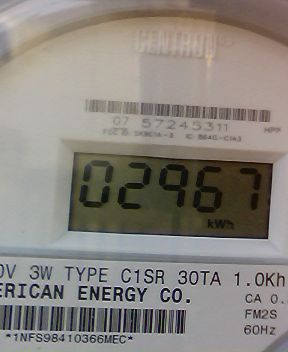 CENTRON
07 57245311
02967
kWh
0V 3W TYPE C1SR 30TA 1.0Kh
ERICAN ENERGY CO.
CA 0.
FM2S
60Hz
*1NFS98410366MEC*